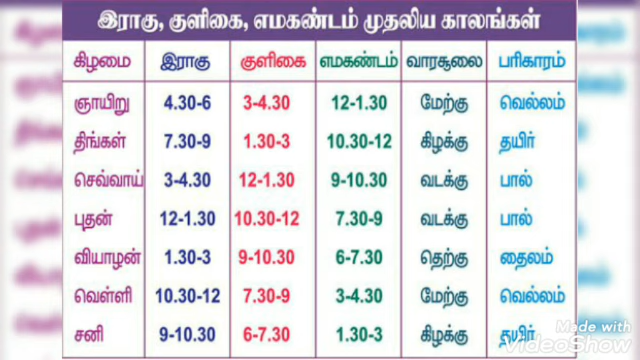 இராகு, குளிகை, எமகண்டம் முதலிய காலங்கள்
கிழமை இராகு குளிகை எமகண்டம் வாரசூலை பரிகாரம்
ஞாயிறு 4.30-6 3-4.30 12-1.30 மேற்கு வெல்லம்
திங்கள் 7.30-9 1.30-3 10.30-12 கிழக்கு தயிர்
செவ்வாய் 3-4.30 12-1.30 9-10.30 வடக்கு பால்
புதன் 12-1.30 10.30-12 7.30-9 வடக்கு பால்
வியாழன் 1.30-3 9-10.30 6-7.30 தெற்கு தைலம்
வெள்ளி 10.30-12 7.30-9 3-4.30 மேற்கு வெல்லம்
சனி 9-10.30 6-7.30 1.30-3 கிழக்கு தயிர்
Made with
VideoShow